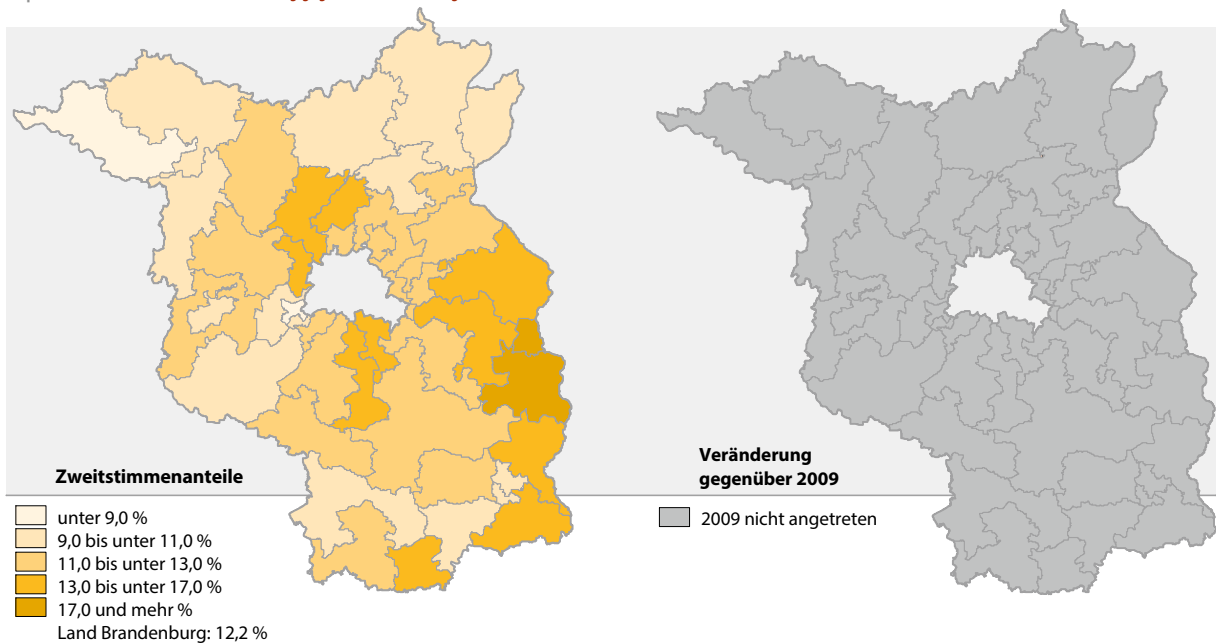 Zweitstimmenanteile
unter 9,0 %
9,0 bis unter 11,0 %
11,0 bis unter 13,0 %
13,0 bis unter 17,0 %
17,0 und mehr %
Land Brandenburg: 12,2 %
Veränderung
gegenüber 2009
2009 nicht angetreten